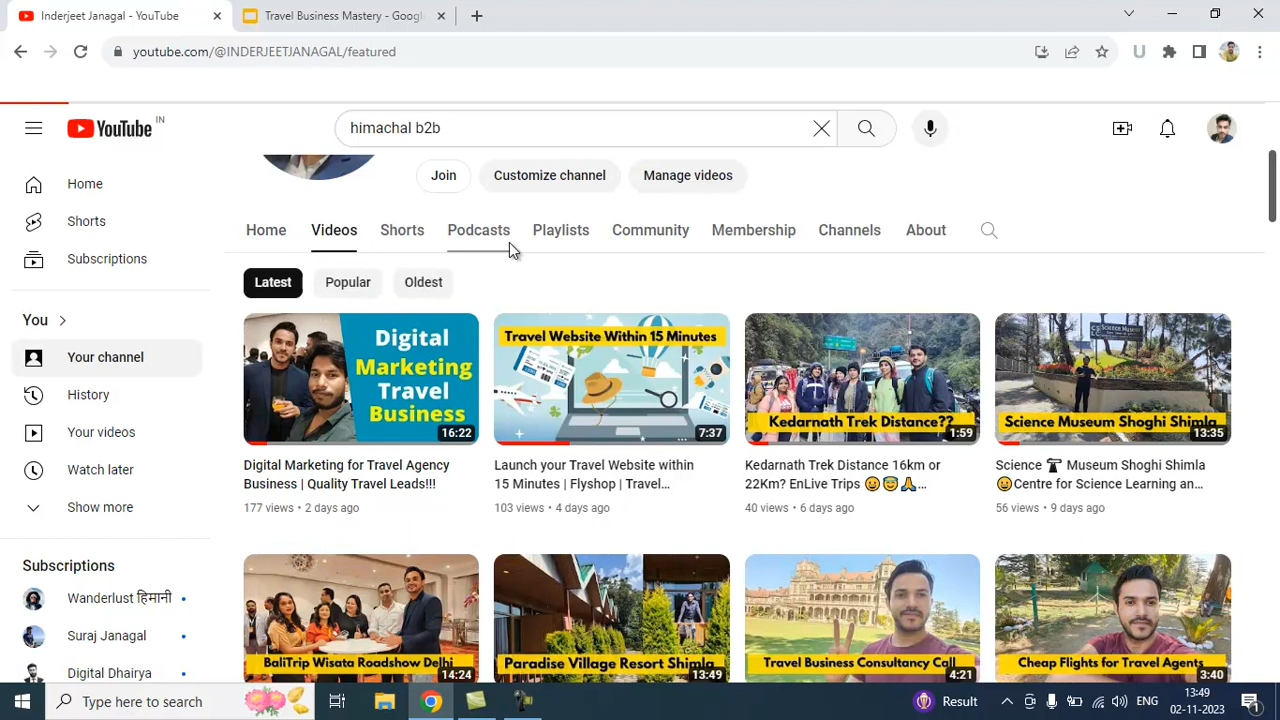 Inderjeet Janagal - YouTube
Travel Business Mastery - Googl
youtube.com/@INDERJEETJANAGAL/featured
YouTube IN
himachal b2b
Home
Shorts
Subscriptions
You
Your channel
History
Your videos
Watch later
Show more
Subscriptions
Wanderlust हिमानी
Suraj Janagal
Digital Dhairya
Join
Customize channel
Manage videos
Home
Videos
Shorts
Podcasts
Playlists
Community
Membership
Channels
About
Latest
Popular
Oldest
Digital
Marketing
Travel
Business
16:22
Digital Marketing for Travel Agency
Business | Quality Travel Leads!!!
177 views • 2 days ago
Travel Website Within 15 Minutes
7:37
Launch your Travel Website within
15 Minutes | Flyshop | Travel...
103 views • 4 days ago
Kedarnath Trek Distance??
1:59
Kedarnath Trek Distance 16km or
22Km? EnLive Trips 😃😇🙏...
40 views • 6 days ago
Science Museum Shoghi Shimla
13:35
Science 🔭 Museum Shoghi Shimla
😃Centre for Science Learning an...
56 views • 9 days ago
BaliTrip Wisata Roadshow Delhi
14:24
Paradise Village Resort Shimla
13:49
Travel Business Consultancy Call
4:21
Cheap Flights for Travel Agents
3:40
Type here to search
Result
ENG
13:49
02-11-2023